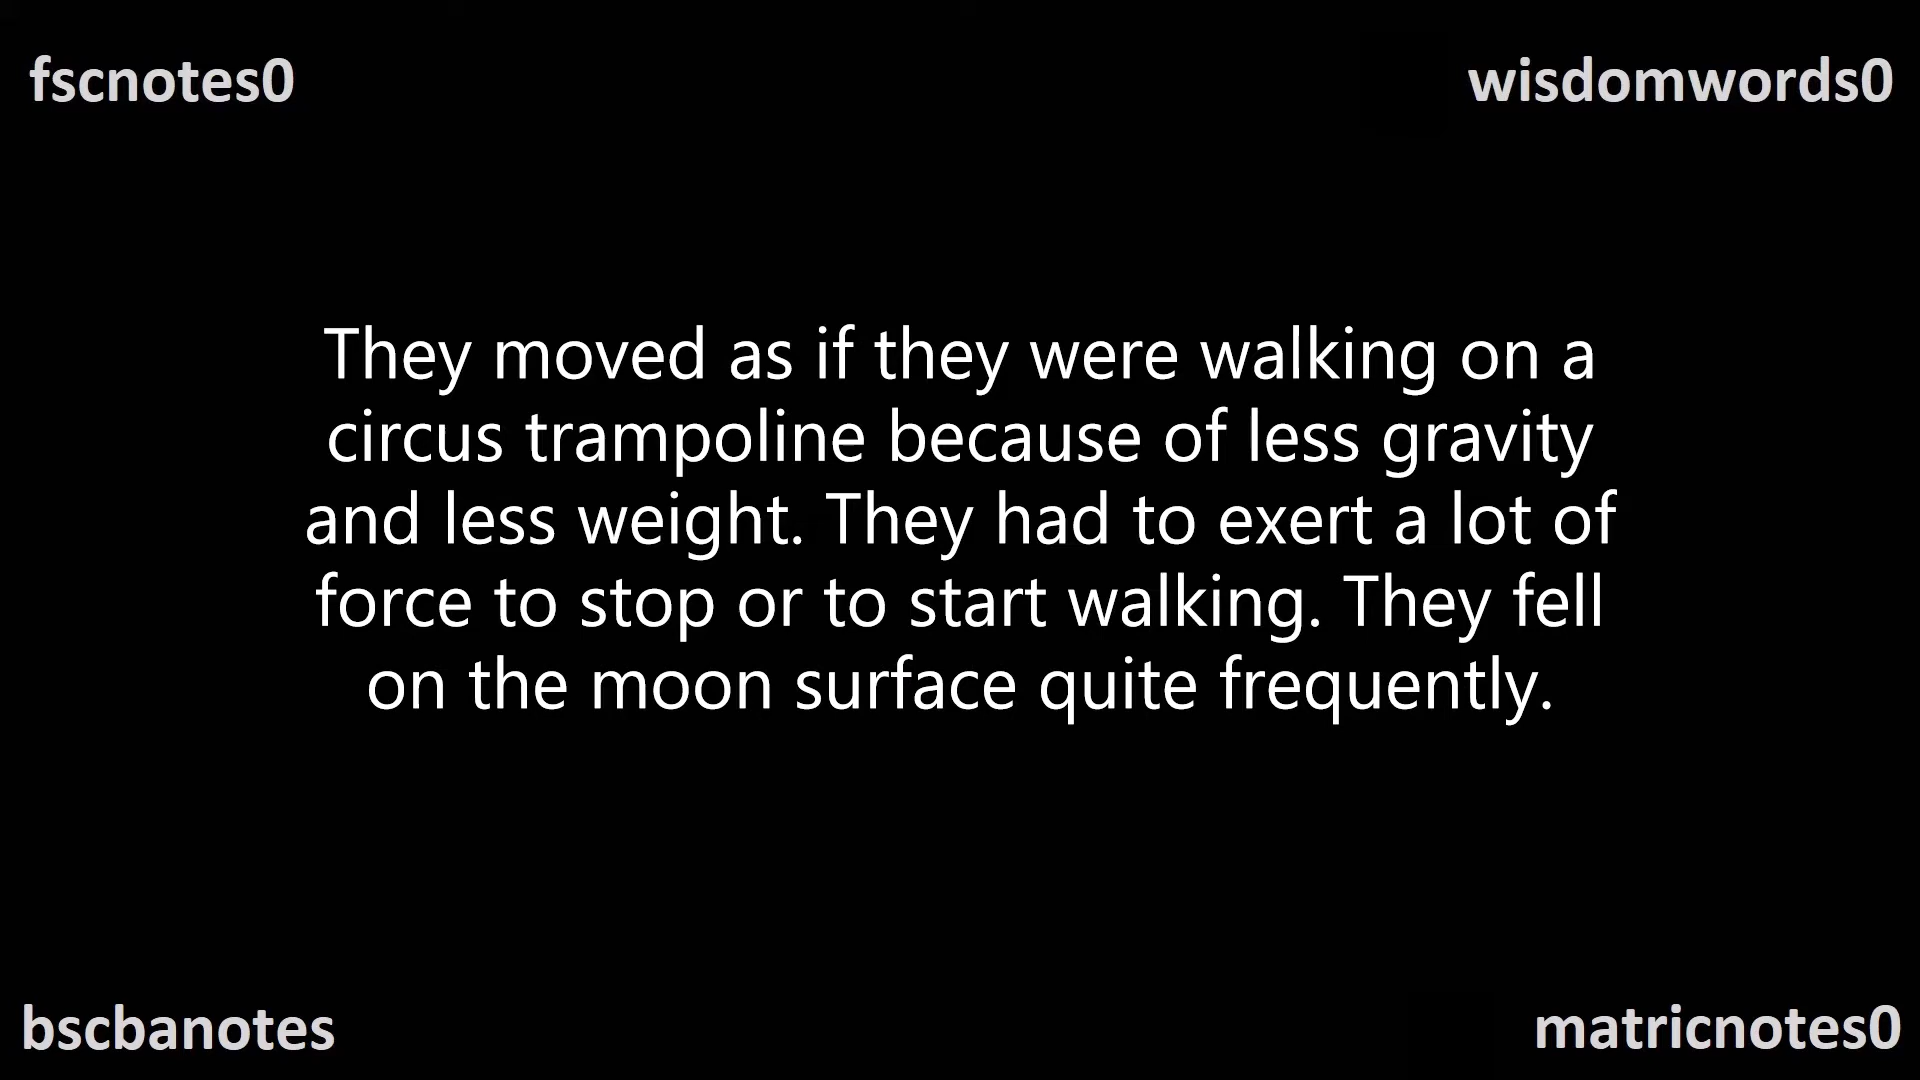 fscnotes0
wisdomwords0
They moved as if they were walking on a
circus trampoline because of less gravity
and less weight. They had to exert a lot of
force to stop or to start walking. They fell
on the moon surface quite frequently.
bscbanotes
matricnotes0